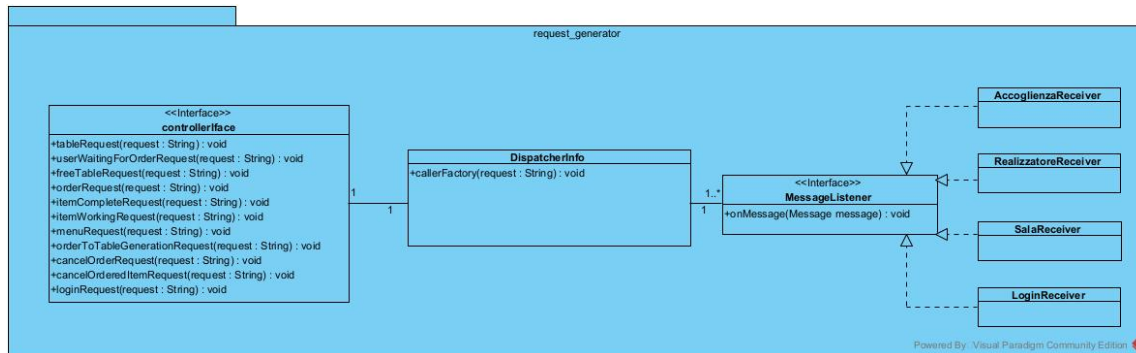 request_generator
<<Interface>>
controllerIface
+tableRequest(request : String) : void
+userWaitingForOrderRequest(request : String) : void
+freeTableRequest(request : String) : void
+orderRequest(request : String) : void
+itemCompleteRequest(request : String) : void
+itemWorkingRequest(request : String) : void
+menuRequest(request : String) : void
+orderToTableGenerationRequest(request : String) : void
+cancelOrderRequest(request : String) : void
+cancelOrderedItemRequest(request : String) : void
+loginRequest(request : String) : void
1
1
DispatcherInfo
+callerFactory(request : String) : void
1..*
1
<<Interface>>
MessageListener
+onMessage(Message message) : void
AccoglienzaReceiver
RealizzatoreReceiver
SalaReceiver
LoginReceiver
Powered By Visual Paradigm Community Edition